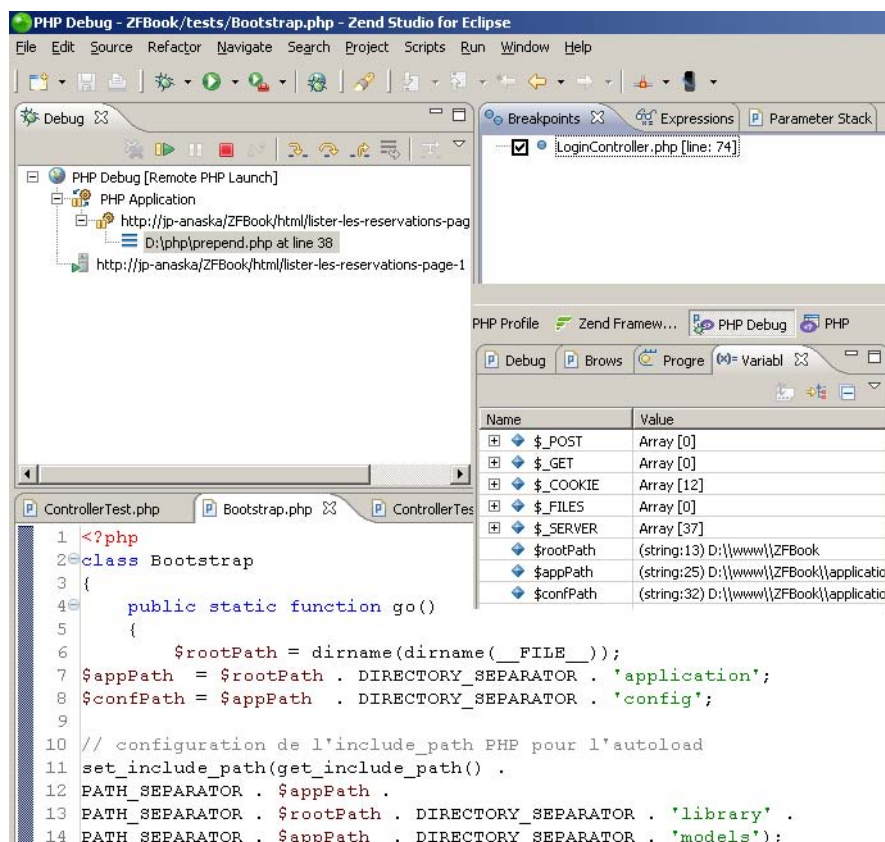 PHP Debug - ZFBook/tests/Bootstrap.php - Zend Studio for Eclipse
File Edit Source Refactor Navigate Search Project Scripts Run Window Help
Debug
PHP Debug [Remote PHP Launch]
PHP Application
http://jp-anaska/ZFBook/html/lister-les-reservations-pag
D:\php\prepend.php at line 38
http://jp-anaska/ZFBook/html/lister-les-reservations-page-1
Breakpoints Expressions Parameter Stack
LoginController.php [line: 74]
PHP Profile Zend Framew... PHP Debug PHP
Debug Brows Progre Variabl
Name Value
$_POST Array [0]
$_GET Array [0]
$_COOKIE Array [12]
$_FILES Array [0]
$_SERVER Array [37]
$rootPath (string:13) D:\\www\\ZFBook
$appPath (string:25) D:\\www\\ZFBook\\applicatio
$confPath (string:32) D:\\www\\ZFBook\\applicatio
ControllerTest.php Bootstrap.php ControllerTes
1 <?php
2 class Bootstrap
3 {
4 public static function go()
5 {
6 $rootPath = dirname(dirname(__FILE__));
7 $appPath = $rootPath . DIRECTORY_SEPARATOR . 'application';
8 $confPath = $appPath . DIRECTORY_SEPARATOR . 'config';
9
10 // configuration de l'include_path PHP pour l'autoload
11 set_include_path(get_include_path() .
12 PATH_SEPARATOR . $appPath .
13 PATH_SEPARATOR . $rootPath . DIRECTORY_SEPARATOR . 'library' .
14 PATH_SEPARATOR . $appPath . DIRECTORY_SEPARATOR . 'models');